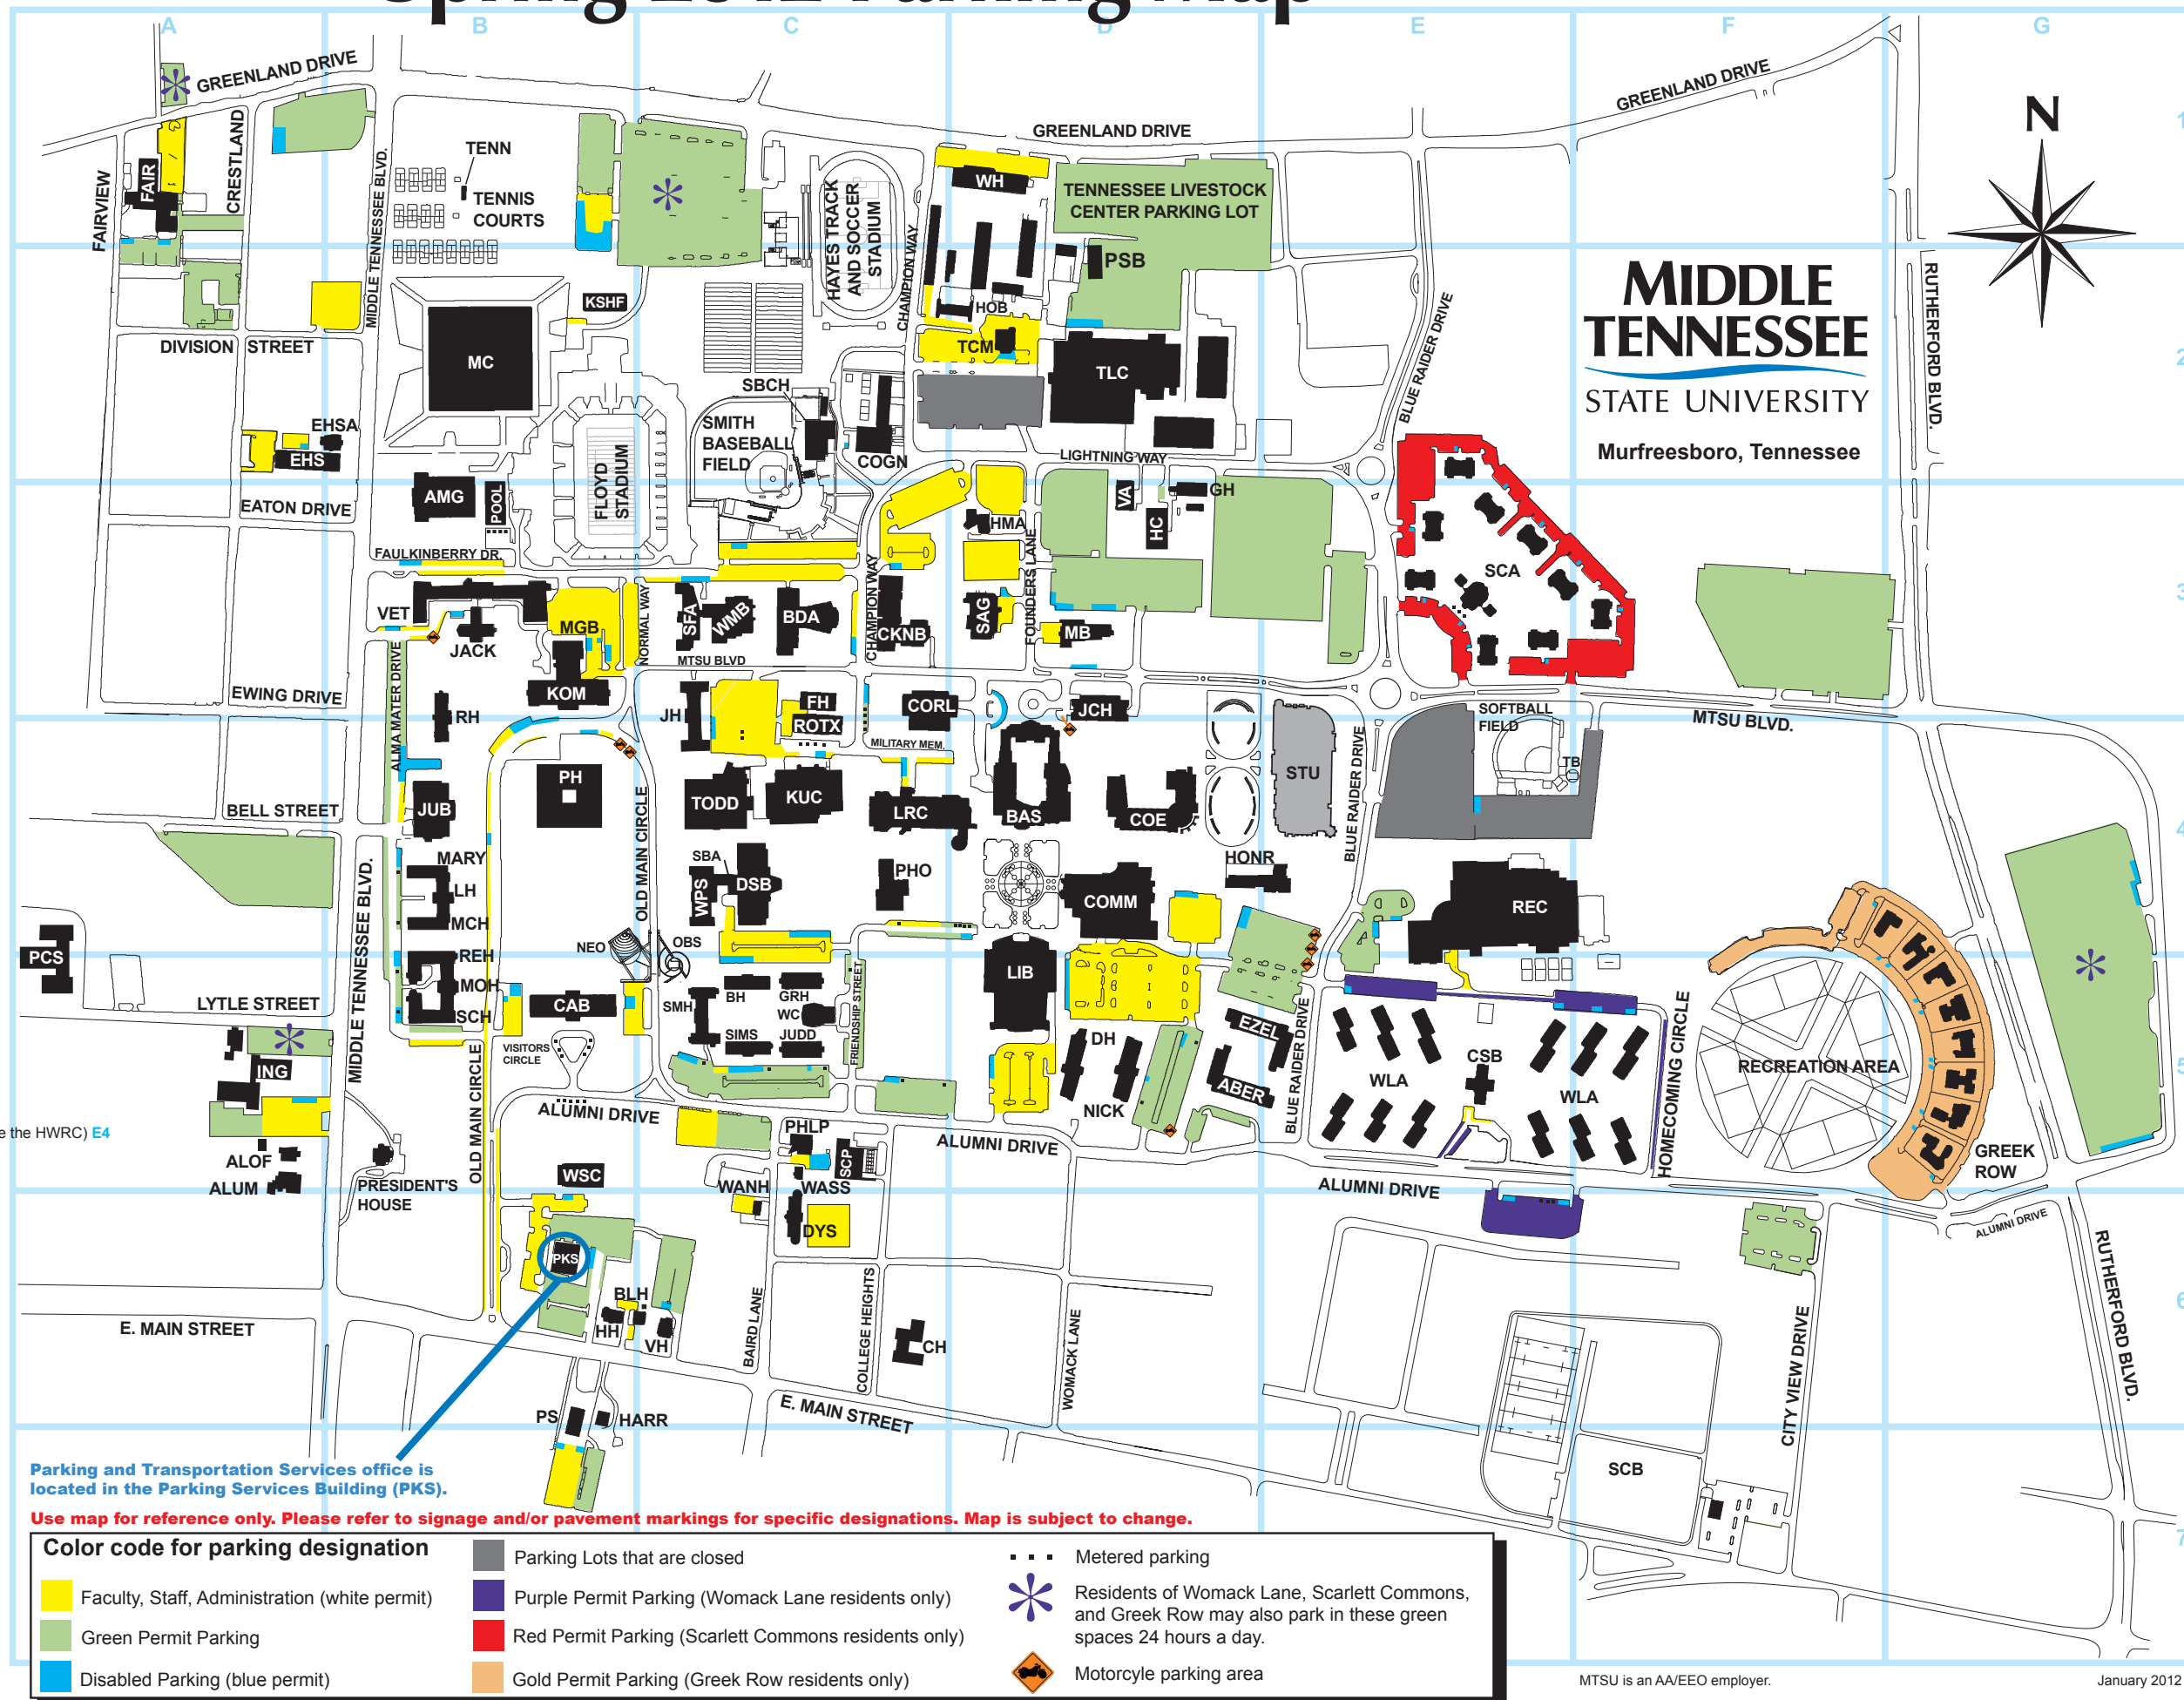 Spring 2012 Parking Map
A
B
C
D
E
F
G
1
2
3
4
5
6
7
N
MIDDLE
TENNESSEE
STATE UNIVERSITY
Murfreesboro, Tennessee
GREENLAND DRIVE
GREENLAND DRIVE
GREENLAND DRIVE
FAIRVIEW
FAIR
CRESTLAND
MIDDLE TENNESSEE BLVD.
TENN
TENNIS
COURTS
HAYES TRACK
AND SOCCER
STADIUM
CHAMPION WAY
WH
TENNESSEE LIVESTOCK
CENTER PARKING LOT
PSB
HOB
TCM
TLC
KSHF
MC
DIVISION STREET
SBCH
SMITH
BASEBALL
FIELD
COGN
BLUE RAIDER DRIVE
RUTHERFORD BLVD.
EHSA
EHS
FLOYD
STADIUM
AMG
POOL
EATON DRIVE
LIGHTNING WAY
VA
GH
HC
HMA
FOUNDERS LANE
FAULKINBERRY DR.
VET
JACK
MGB
NORMAL WAY
SFA
WMB
BDA
CHAMPION WAY
CKNB
SAG
MB
SCA
MTSU BLVD
ALMA MATER DRIVE
EWING DRIVE
RH
KOM
JH
FH
ROTX
CORL
JCH
MILITARY MEM.
SOFTBALL
FIELD
MTSU BLVD.
TB
STU
BLUE RAIDER DRIVE
BELL STREET
JUB
PH
OLD MAIN CIRCLE
TODD
KUC
LRC
BAS
COE
MARY
LH
MCH
SBA
WPS
DSB
PHO
COMM
HONR
REC
MIDDLE TENNESSEE BLVD.
PCS
REH
MOH
SCH
NEO
OBS
LYTLE STREET
CAB
SMH
BH
GRH
WC
SIMS
JUDD
FRIENDSHIP STREET
LIB
VISITORS
CIRCLE
ING
DH
NICK
EZEL
ABER
BLUE RAIDER DRIVE
WLA
CSB
WLA
HOMECOMING CIRCLE
RECREATION AREA
GREEK
ROW
e the HWRC) E4
OLD MAIN CIRCLE
ALUMNI DRIVE
ALUMNI DRIVE
ALUMNI DRIVE
ALUMNI DRIVE
ALOF
ALUM
PRESIDENT'S
HOUSE
WSC
PHLP
SCP
WANH
WASS
DYS
PKS
BLH
HH
VH
BAIRD LANE
COLLEGE HEIGHTS
CH
WOMACK LANE
CITY VIEW DRIVE
RUTHERFORD BLVD.
E. MAIN STREET
E. MAIN STREET
PS
HARR
SCB
Parking and Transportation Services office is
located in the Parking Services Building (PKS).
Use map for reference only. Please refer to signage and/or pavement markings for specific designations. Map is subject to change.
Color code for parking designation
Faculty, Staff, Administration (white permit)
Green Permit Parking
Disabled Parking (blue permit)
Parking Lots that are closed
Purple Permit Parking (Womack Lane residents only)
Red Permit Parking (Scarlett Commons residents only)
Gold Permit Parking (Greek Row residents only)
Metered parking
Residents of Womack Lane, Scarlett Commons,
and Greek Row may also park in these green
spaces 24 hours a day.
Motorcyle parking area
MTSU is an AA/EEO employer.
January 2012